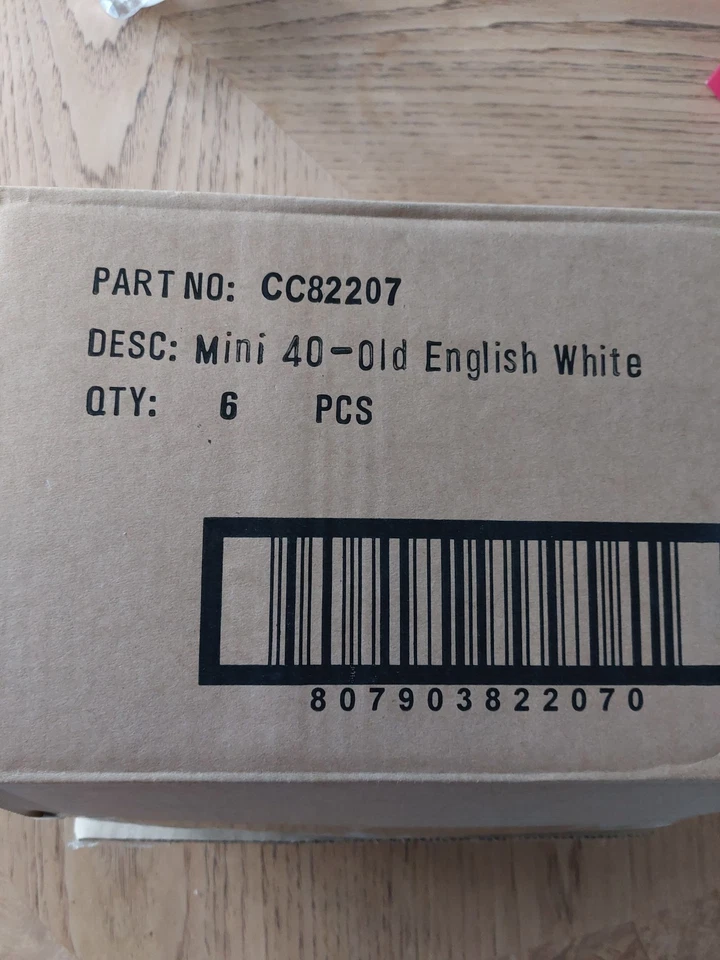 PART NO: CC82207
DESC: Mini 40-Old English White
QTY: 6 PCS
807903822070